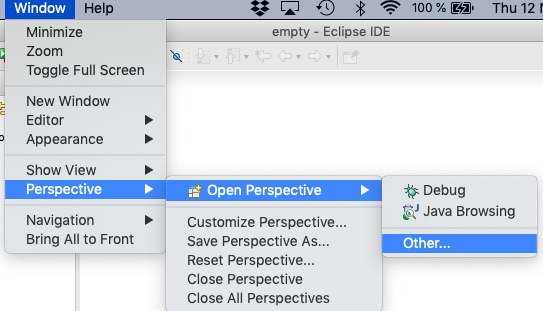 Window Help 100 % Thu 12 N
empty - Eclipse IDE
Minimize
Zoom
Toggle Full Screen
New Window
Editor
Appearance
Show View
Perspective
Navigation
Bring All to Front
Open Perspective
Customize Perspective...
Save Perspective As...
Reset Perspective...
Close Perspective
Close All Perspectives
Debug
Java Browsing
Other...